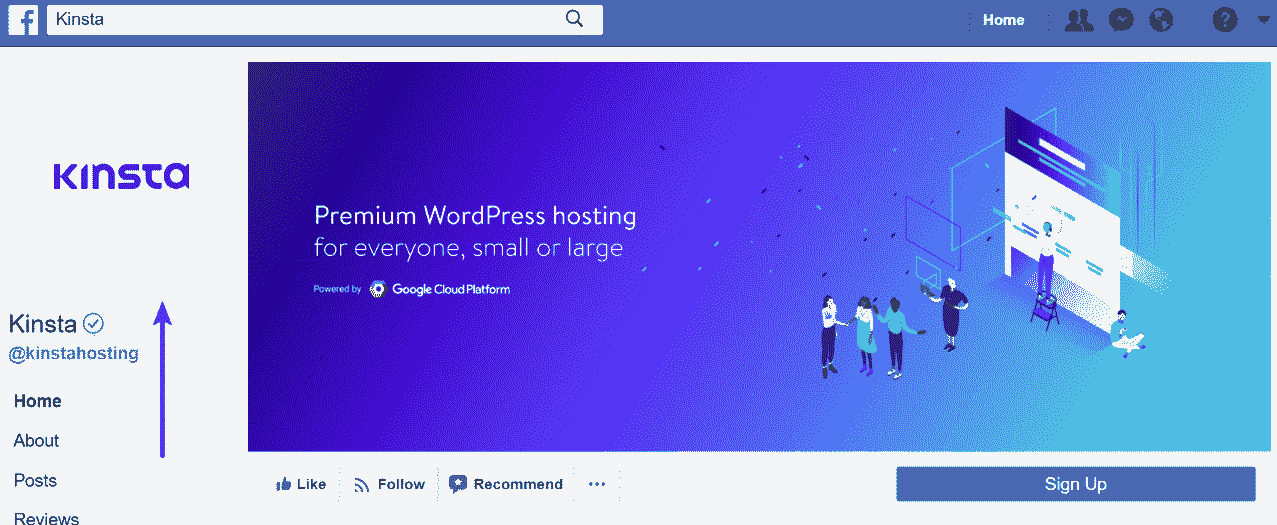 Kinsta
Home
KINSTA
Premium WordPress hosting
for everyone, small or large
Powered by Google Cloud Platform
Kinsta
@kinstahosting
Home
About
Posts
Reviews
Like
Follow
Recommend
Sign Up